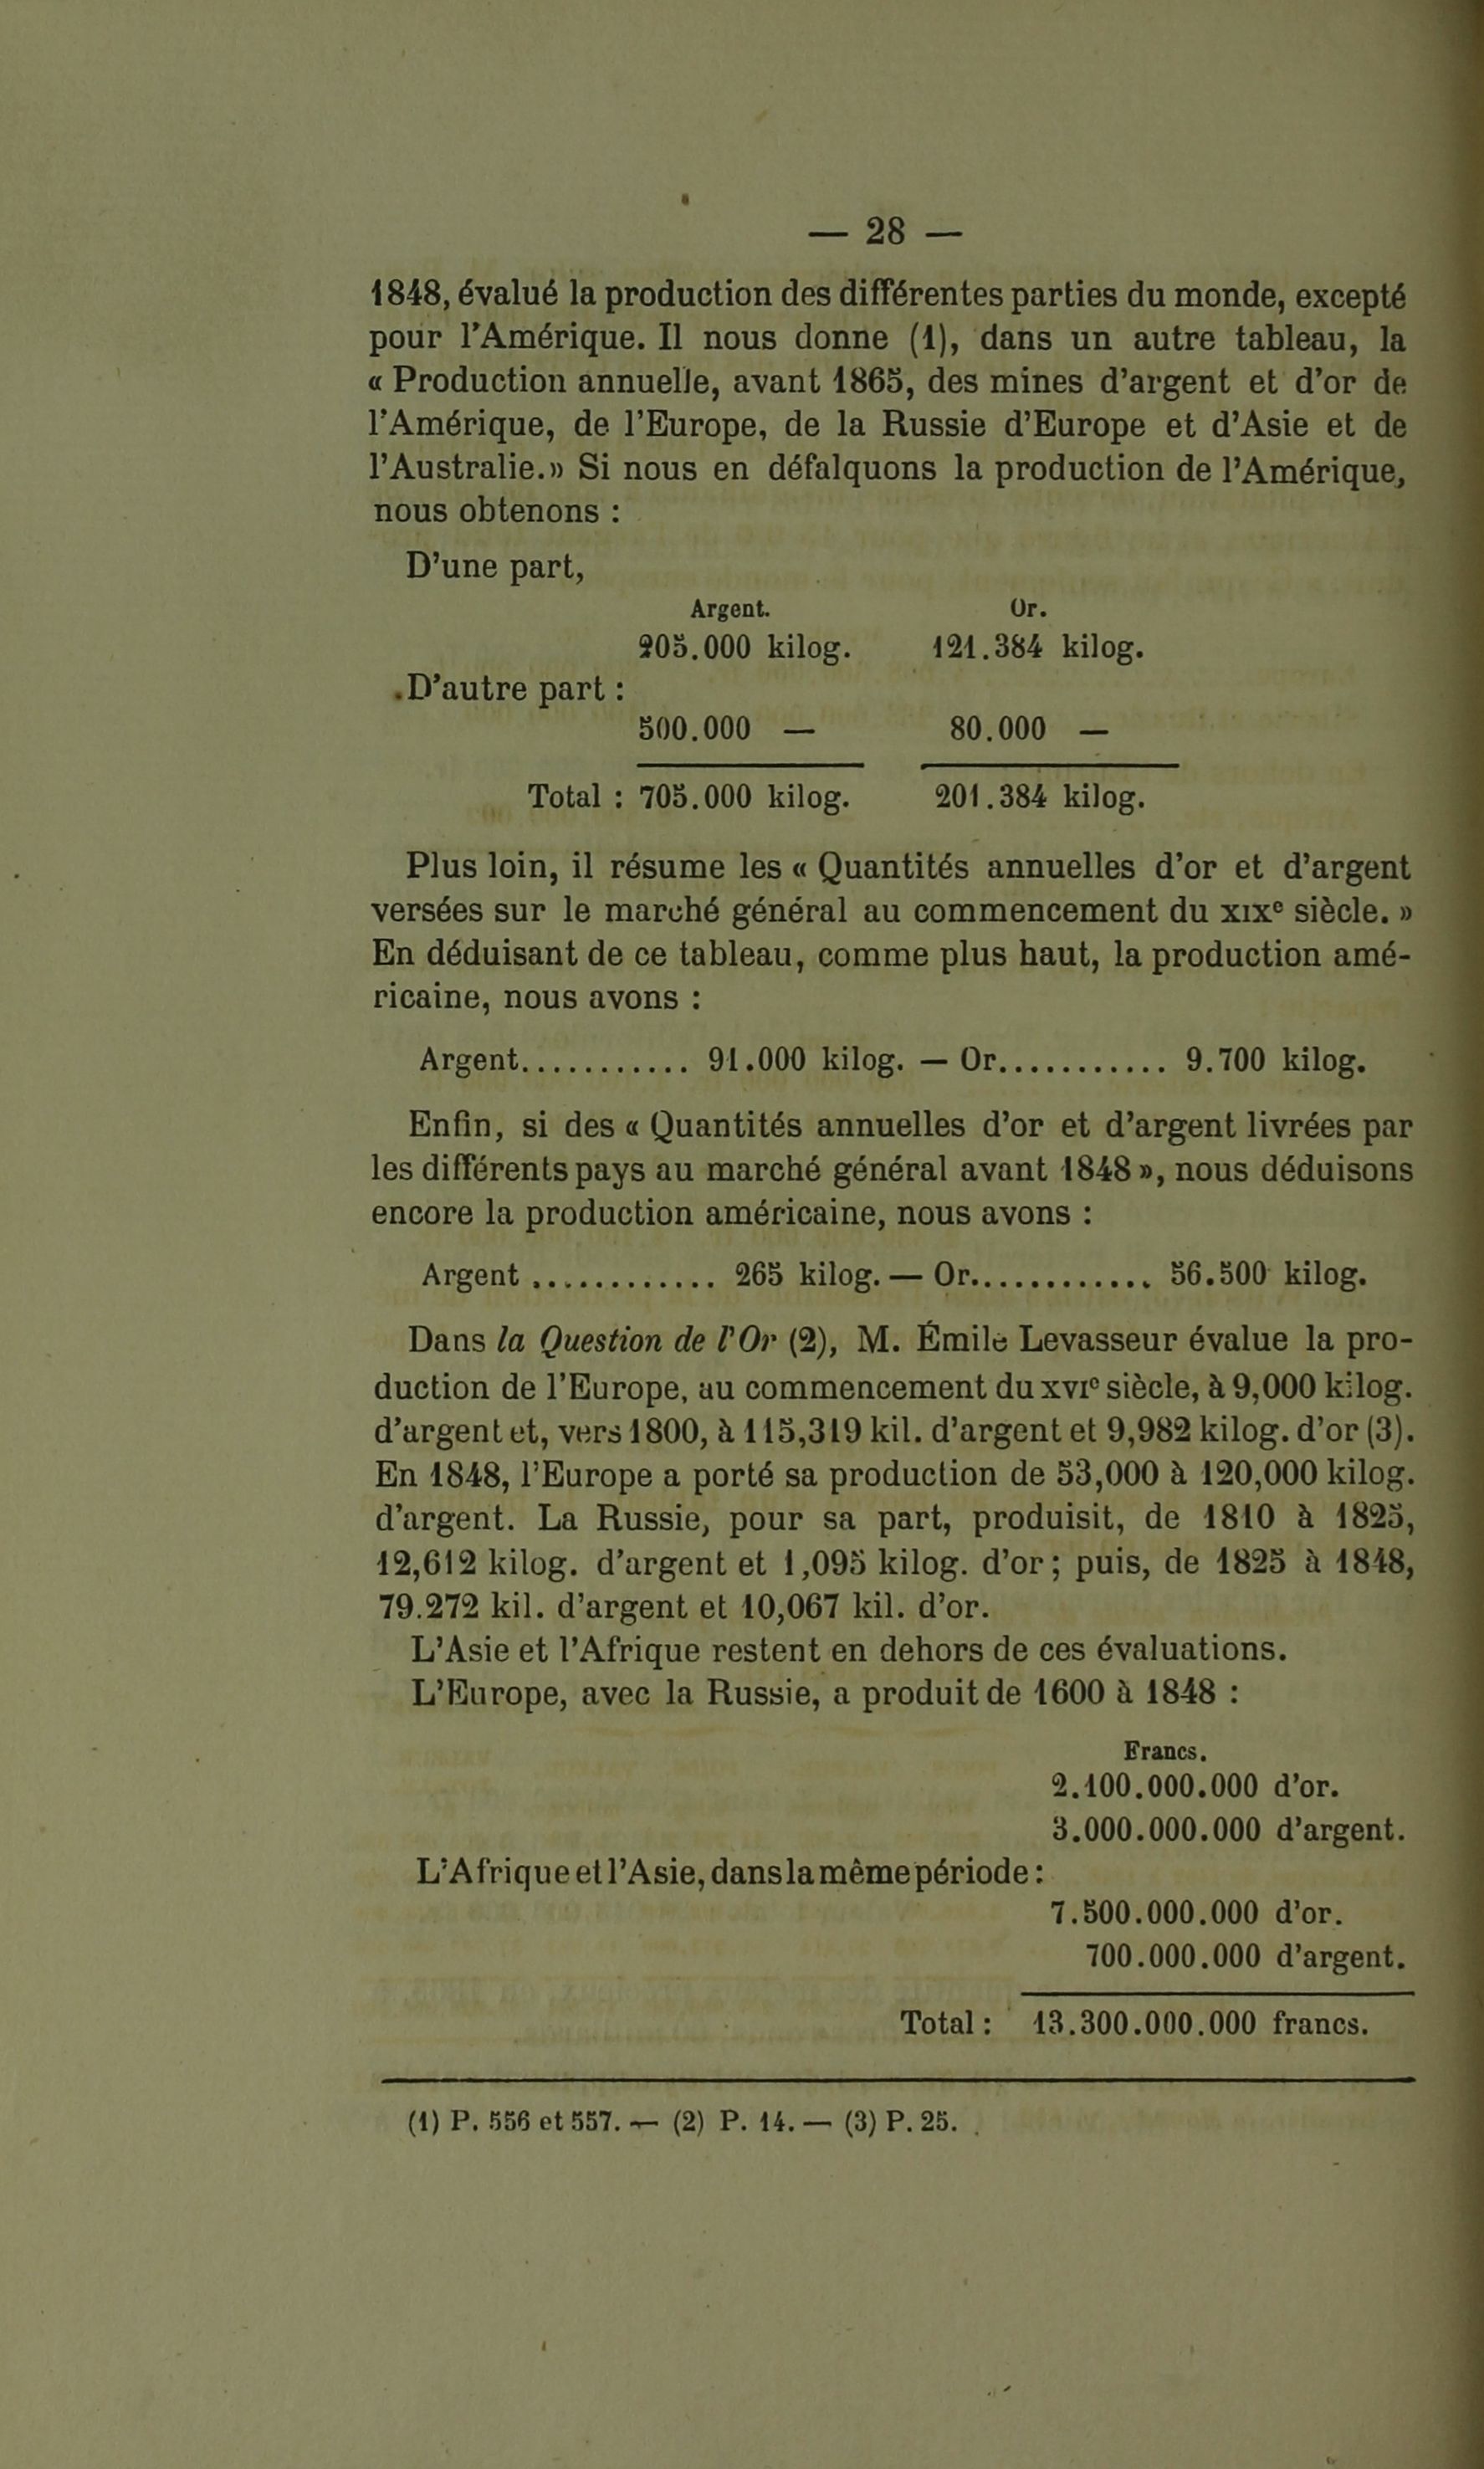 — 28 —
1848, évalué la production des différentes parties du monde, excepté
pour l'Amérique. Il nous donne (1), dans un autre tableau, la
« Production annuelle, avant 1865, des mines d'argent et d'or de
l'Amérique, de l'Europe, de la Russie d'Europe et d'Asie et de
l'Australie.» Si nous en défalquons la production de l'Amérique,
nous obtenons :
D'une part,
Argent. Or.
205.000 kilog. 121.384 kilog.
D'autre part :
500.000 — 80.000 —
Total : 705.000 kilog. 201.384 kilog.
Plus loin, il résume les « Quantités annuelles d'or et d'argent
versées sur le marché général au commencement du XIXe siècle. »
En déduisant de ce tableau, comme plus haut, la production amé-
ricaine, nous avons :
Argent............ 91.000 kilog. — Or............ 9.700 kilog.
Enfin, si des « Quantités annuelles d'or et d'argent livrées par
les différents pays au marché général avant 1848 », nous déduisons
encore la production américaine, nous avons :
Argent ............. 265 kilog. — Or............. 56.500 kilog.
Dans la Question de l'Or (2), M. Émile Levasseur évalue la pro-
duction de l'Europe, au commencement du XVIe siècle, à 9,000 kilog.
d'argent et, vers 1800, à 115,319 kil. d'argent et 9,982 kilog. d'or (3).
En 1848, l'Europe a porté sa production de 53,000 à 120,000 kilog.
d'argent. La Russie, pour sa part, produisit, de 1810 à 1825,
12,612 kilog. d'argent et 1,095 kilog. d'or; puis, de 1825 à 1848,
79.272 kil. d'argent et 10,067 kil. d'or.
L'Asie et l'Afrique restent en dehors de ces évaluations.
L'Europe, avec la Russie, a produit de 1600 à 1848 :
Francs.
2.100.000.000 d'or.
3.000.000.000 d'argent.
L'Afrique et l'Asie, dans la même période :
7.500.000.000 d'or.
700.000.000 d'argent.
Total : 13.300.000.000 francs.
(1) P. 556 et 557. — (2) P. 14. — (3) P. 25.